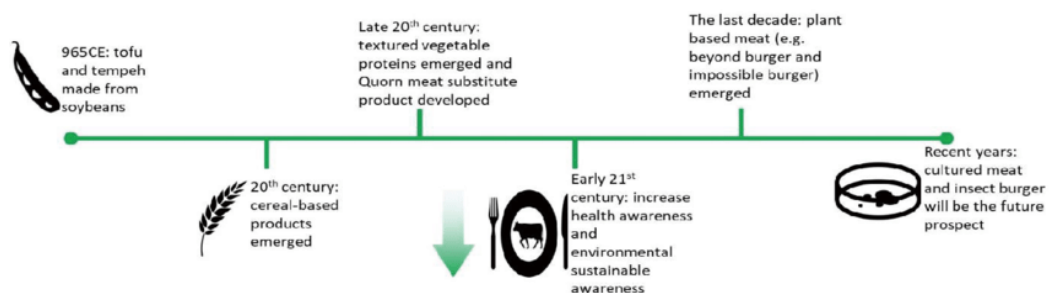 965CE: tofu
and tempeh
made from
soybeans
20th century:
cereal-based
products
emerged
Late 20th century:
textured vegetable
proteins emerged and
Quorn meat substitute
product developed
Early 21st
century: increase
health awareness
and
environmental
sustainable
awareness
The last decade: plant
based meat (e.g.
beyond burger and
impossible burger)
emerged
Recent years:
cultured meat
and insect burger
will be the future
prospect